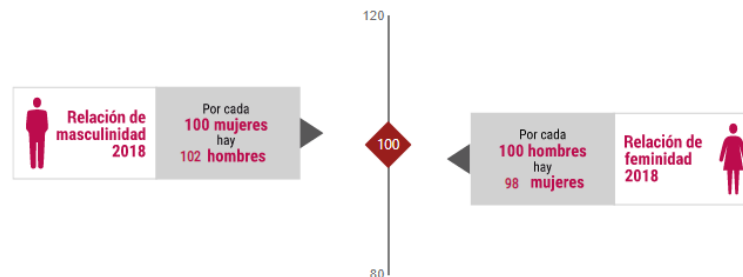 120
Relación de
masculinidad
2018
Por cada
100 mujeres
hay
102 hombres
100
Por cada
100 hombres
hay
98 mujeres
Relación de
feminidad
2018
80